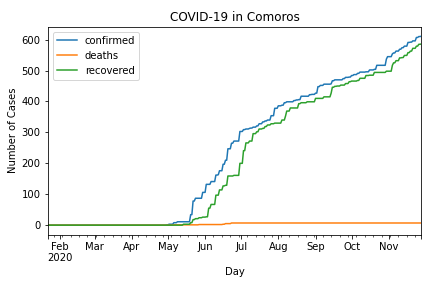 COVID-19 in Comoros
confirmed
deaths
recovered
Number of Cases
600
500
400
300
200
100
0
Feb Mar Apr May Jun Jul Aug Sep Oct Nov
2020
Day